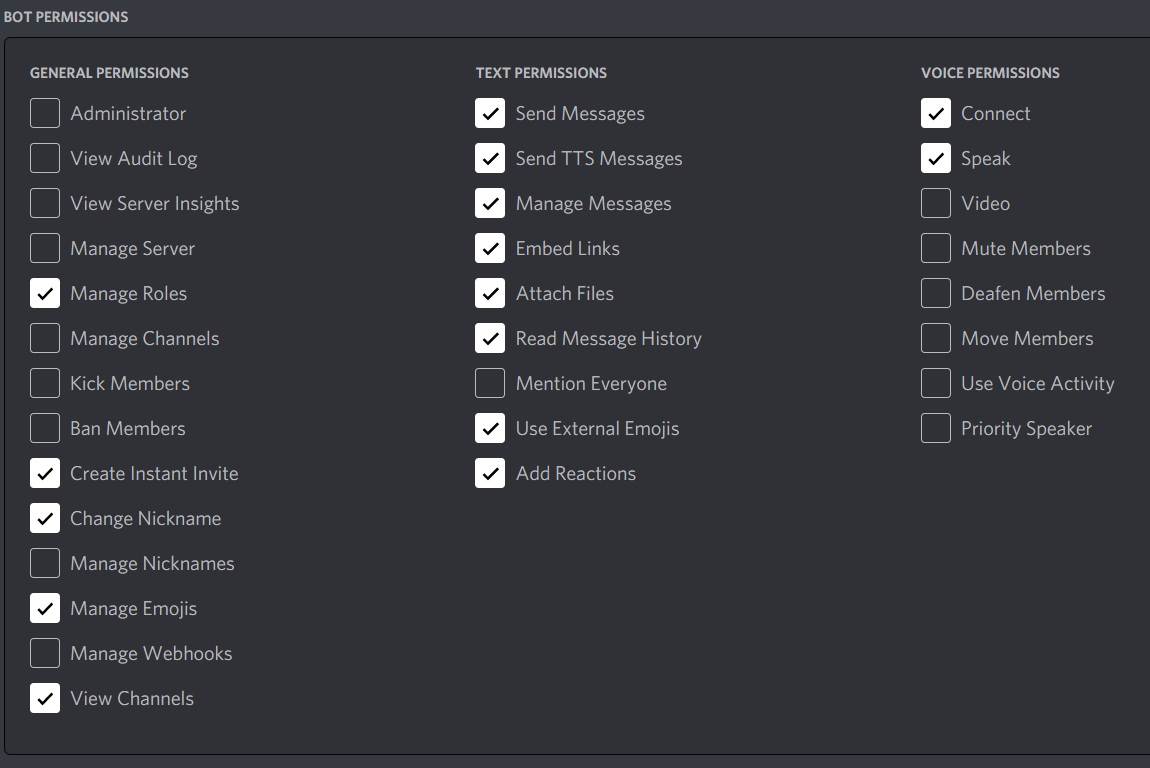 BOT PERMISSIONS
GENERAL PERMISSIONS
Administrator
View Audit Log
View Server Insights
Manage Server
Manage Roles
Manage Channels
Kick Members
Ban Members
Create Instant Invite
Change Nickname
Manage Nicknames
Manage Emojis
Manage Webhooks
View Channels
TEXT PERMISSIONS
Send Messages
Send TTS Messages
Manage Messages
Embed Links
Attach Files
Read Message History
Mention Everyone
Use External Emojis
Add Reactions
VOICE PERMISSIONS
Connect
Speak
Video
Mute Members
Deafen Members
Move Members
Use Voice Activity
Priority Speaker